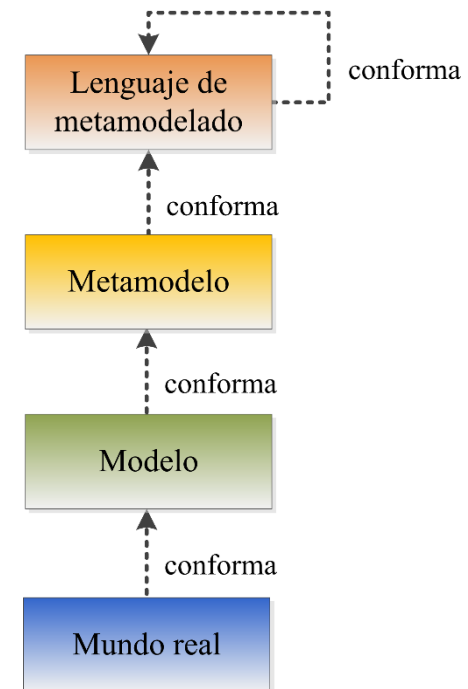 Lenguaje de
metamodelado
conforma
conforma
Metamodelo
conforma
Modelo
conforma
Mundo real